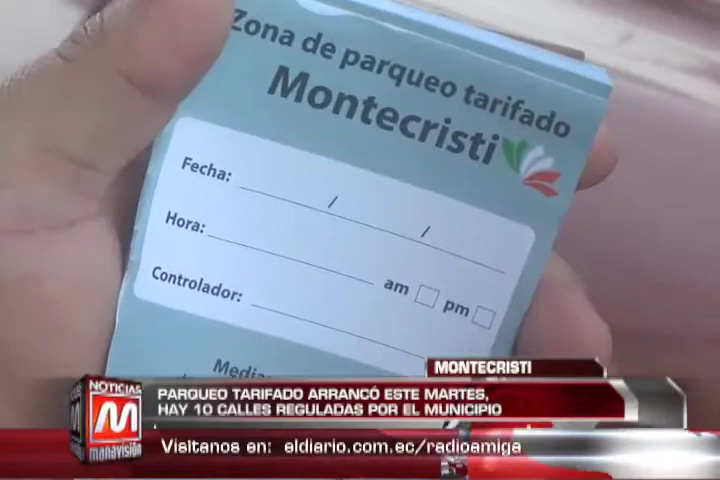 Zona de parqueo tarifado
Montecristi
Fecha: / /
Hora: am pm
Controlador:
MONTECRISTI
NOTICIAS
M
manavisión
PARQUEO TARIFADO ARRANCÓ ESTE MARTES,
HAY 10 CALLES REGULADAS POR EL MUNICIPIO
Visítanos en: eldiario.com.ec/radioamiga